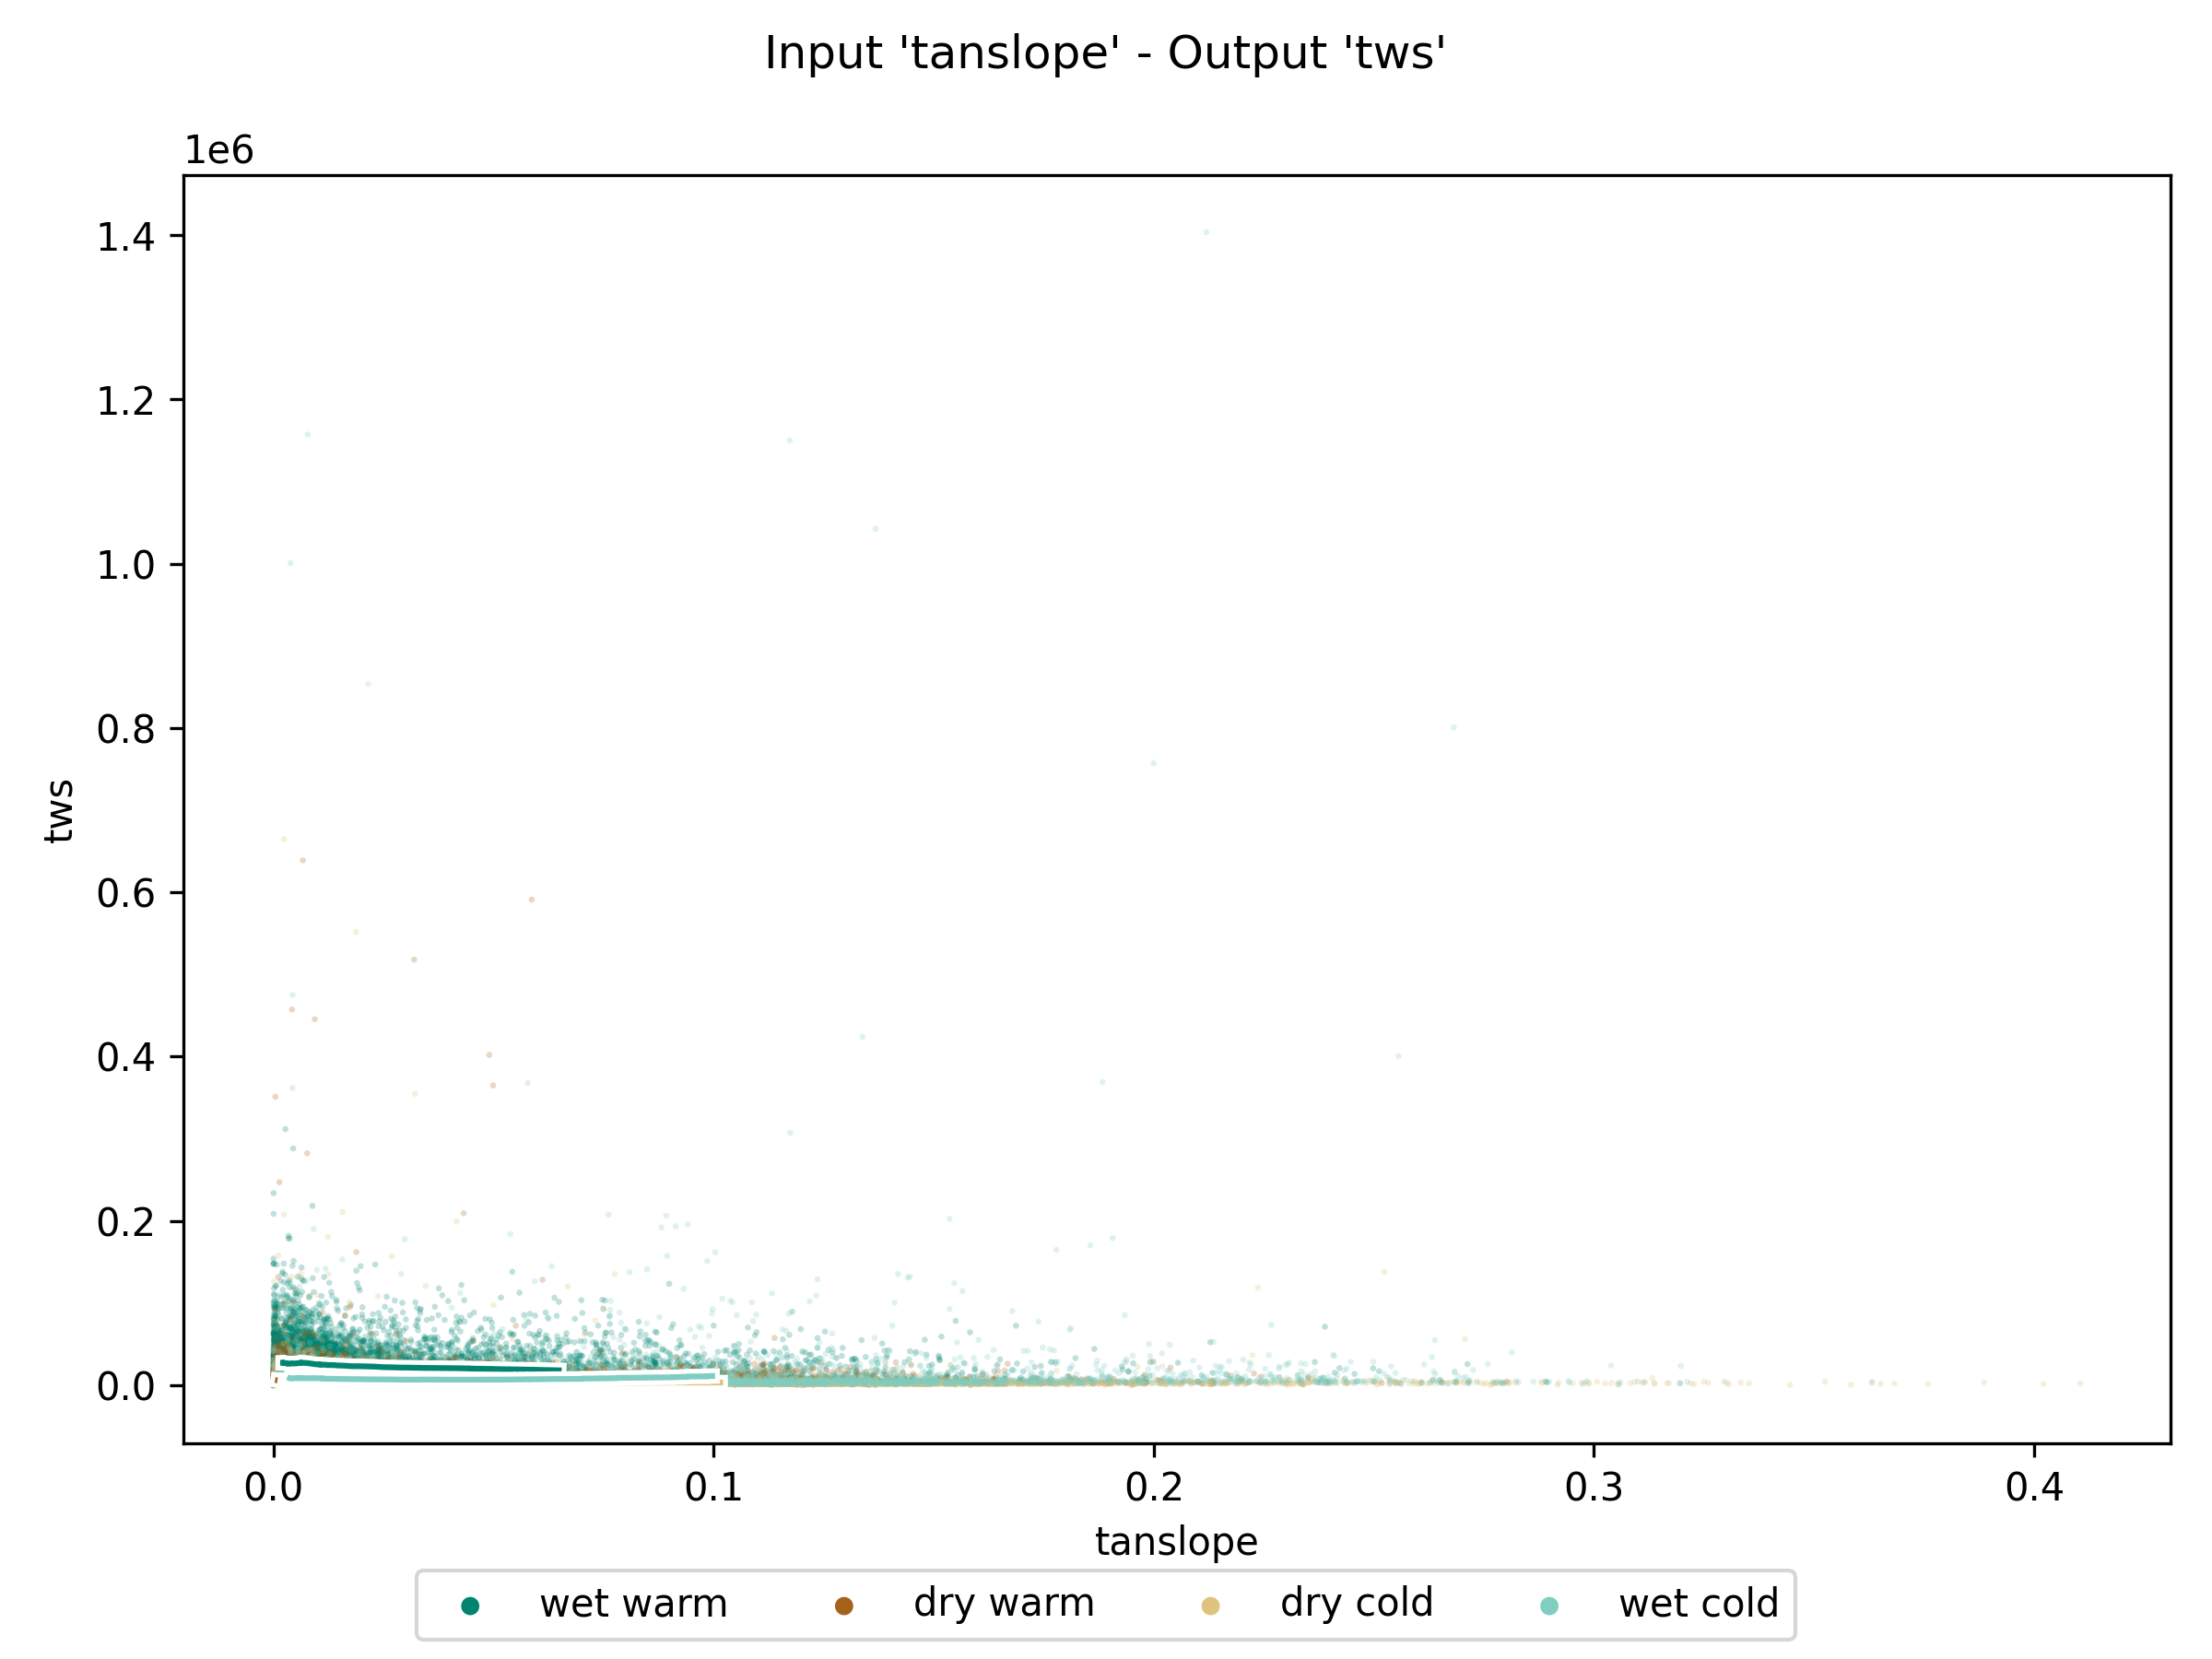 Input 'tanslope' - Output 'tws'
1e6
1.4
1.2
1.0
0.8
0.6
0.4
0.2
0.0
tws
0.0 0.1 0.2 0.3 0.4
tanslope
wet warm dry warm dry cold wet cold